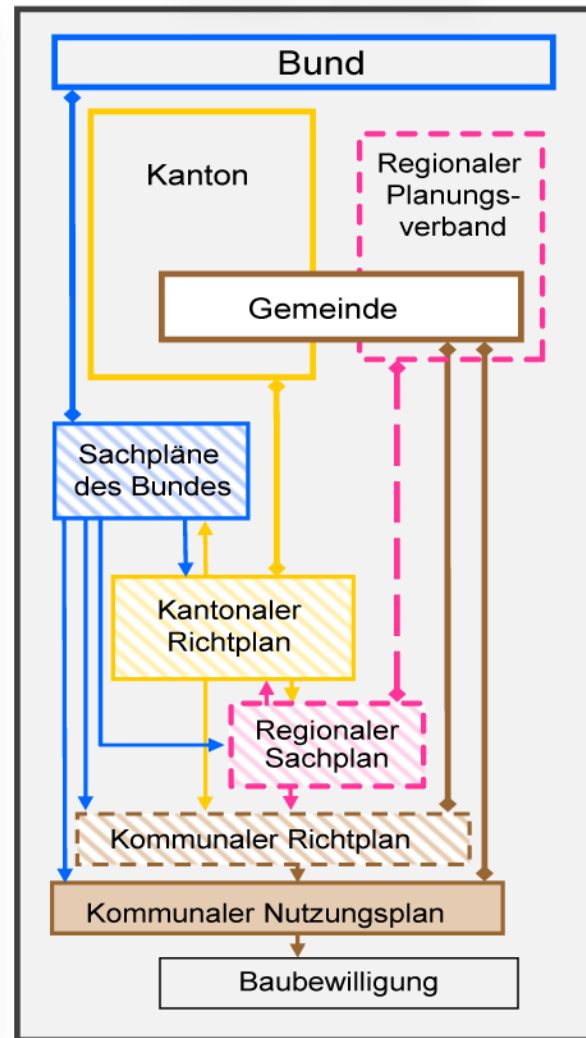 Bund
Kanton
Regionaler
Planungs-
verband
Gemeinde
Sachpläne
des Bundes
Kantonaler
Richtplan
Regionaler
Sachplan
Kommunaler Richtplan
Kommunaler Nutzungsplan
Baubewilligung